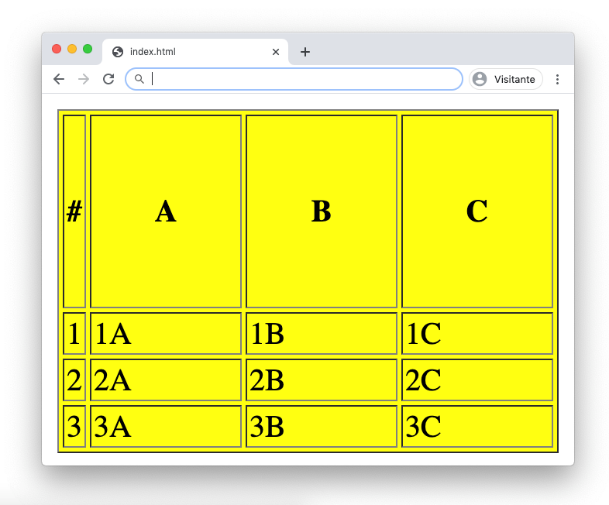 index.html
Visitante
# A B C
1 1A 1B 1C
2 2A 2B 2C
3 3A 3B 3C